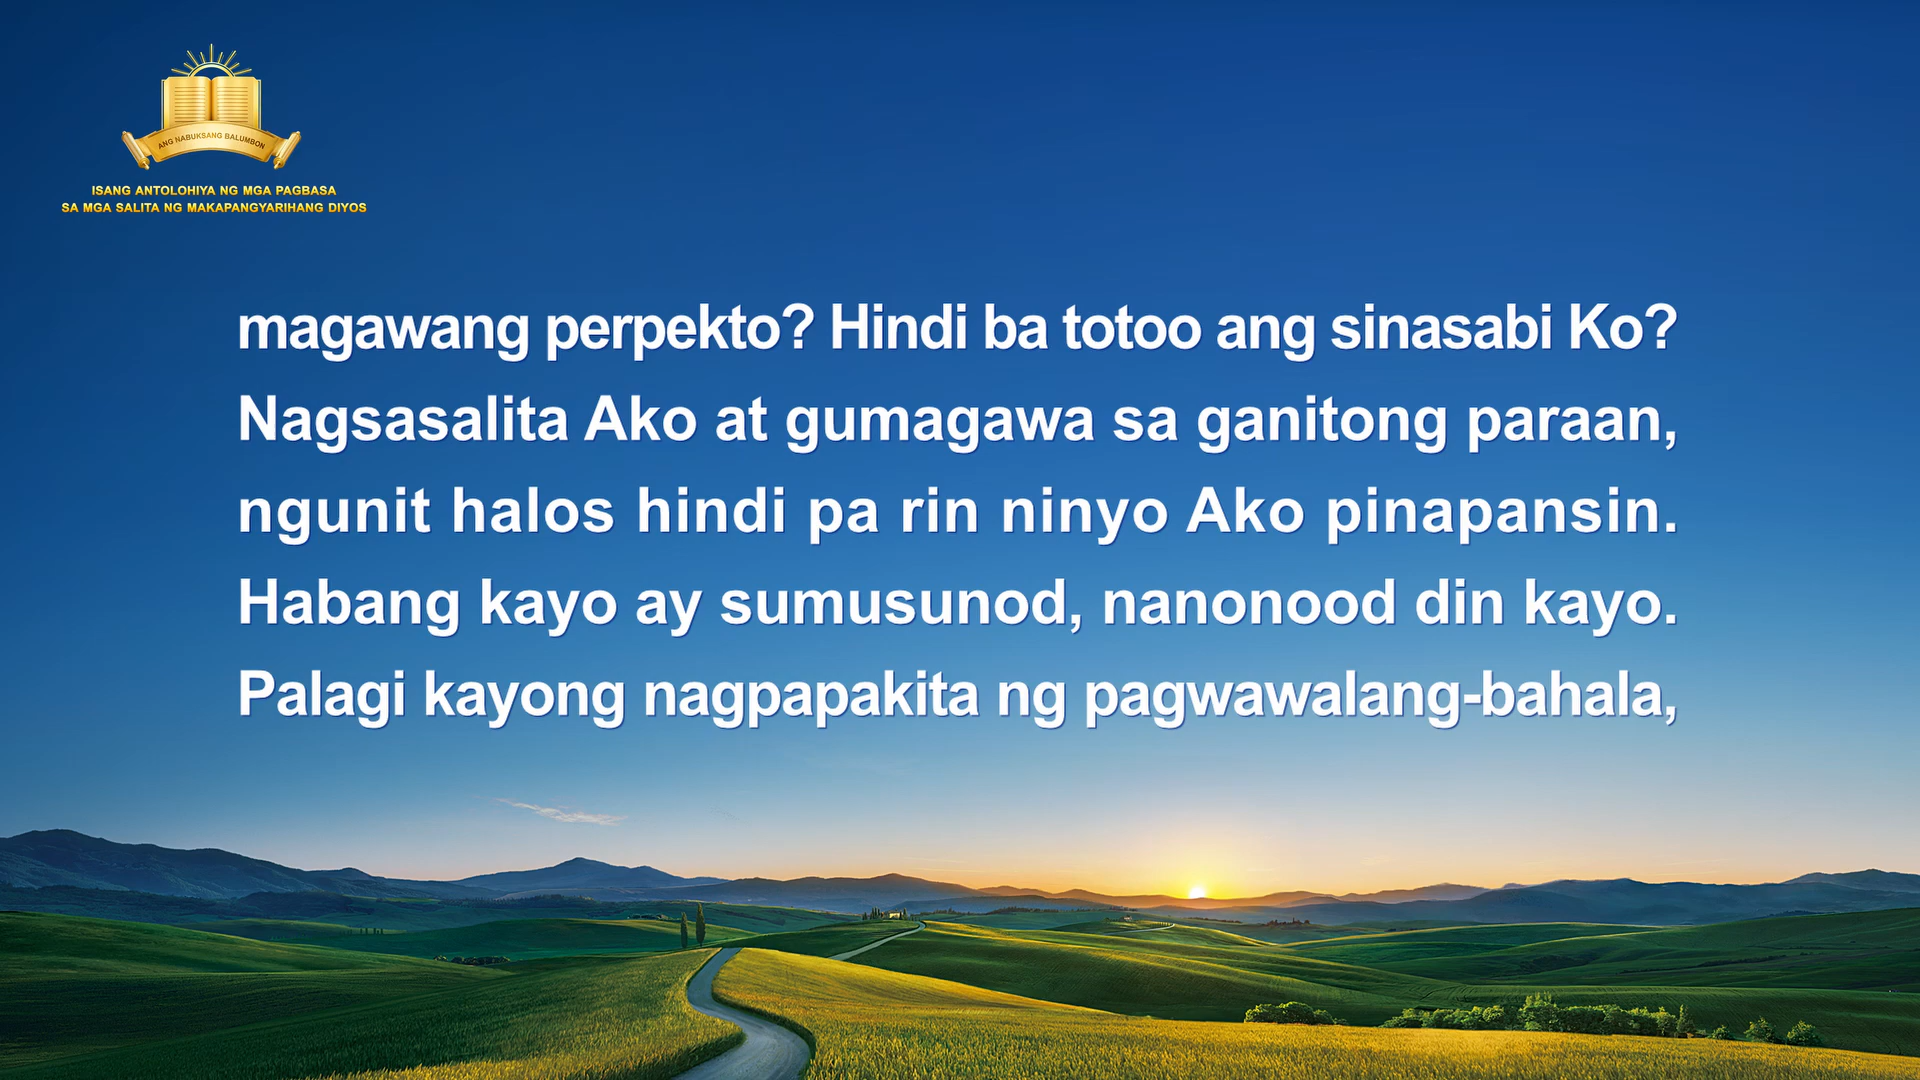 ANG NABUKSANG BALUMBON
ISANG ANTOLOHIYA NG MGA PAGBASA
SA MGA SALITA NG MAKAPANGYARIHANG DIYOS
magawang perpekto? Hindi ba totoo ang sinasabi Ko?
Nagsasalita Ako at gumagawa sa ganitong paraan,
ngunit halos hindi pa rin ninyo Ako pinapansin.
Habang kayo ay sumusunod, nanonood din kayo.
Palagi kayong nagpapakita ng pagwawalang-bahala,